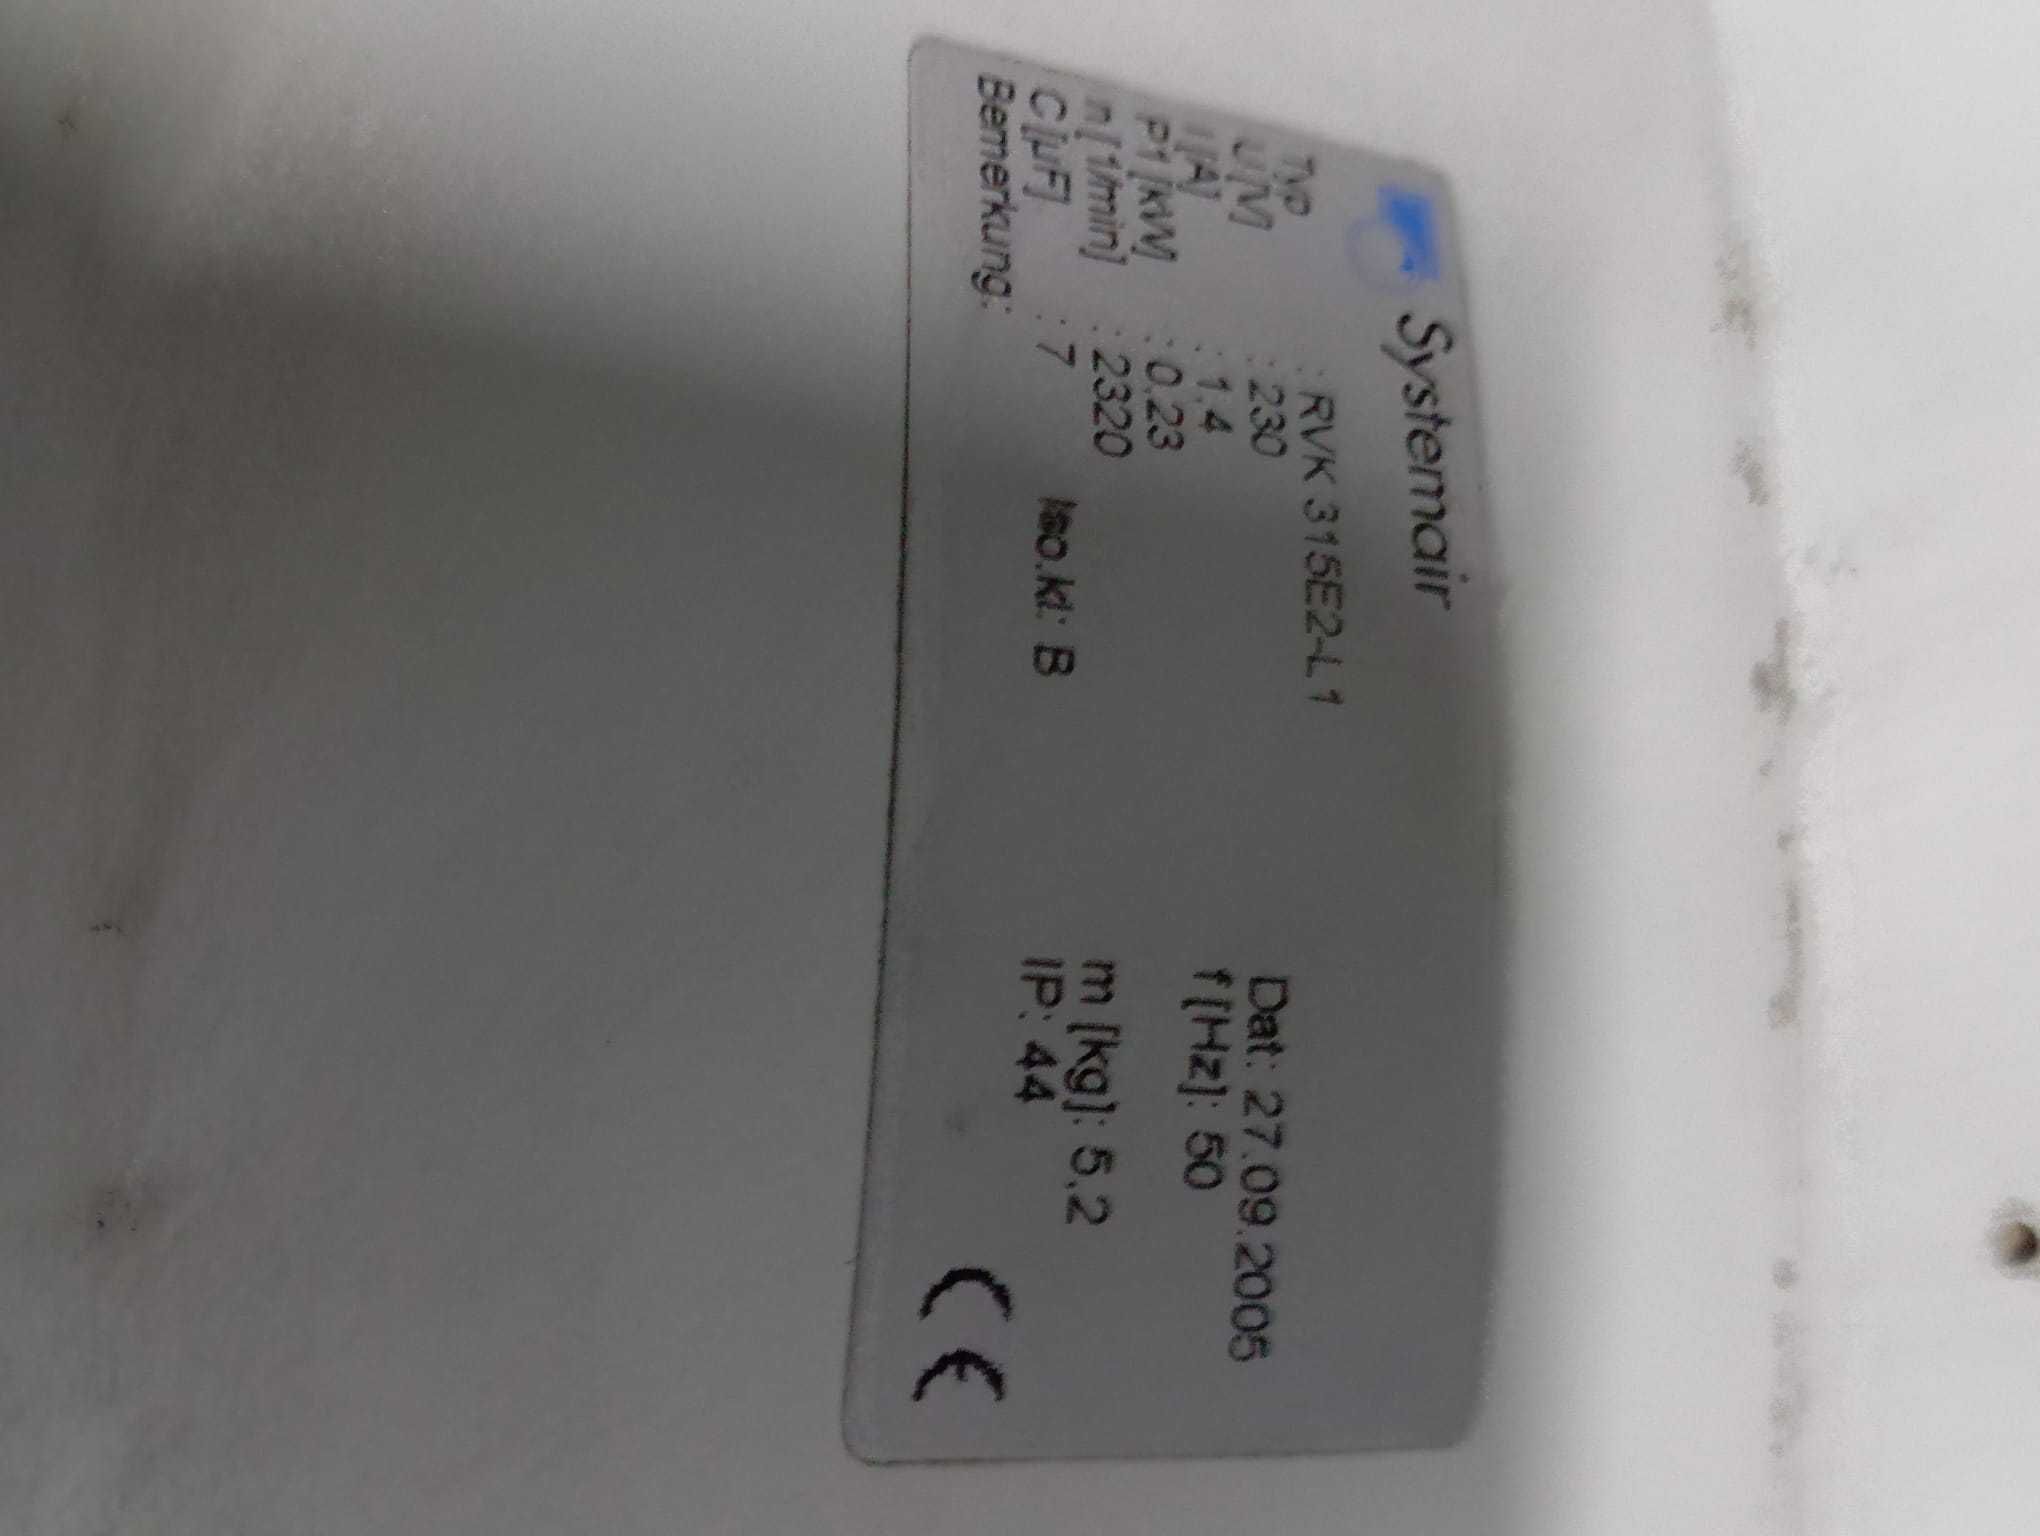 Systemair
Typ : RVK 315E2-L1
U [V] : 230 Dat: 27.09.2005
I [A] : 1.4 f [Hz]: 50
P1 [kW] : 0.23
n [1/min] : 2320 m [kg]: 5.2
C [µF] : 7 Iso.kl: B IP: 44
Bemerkung:
CE